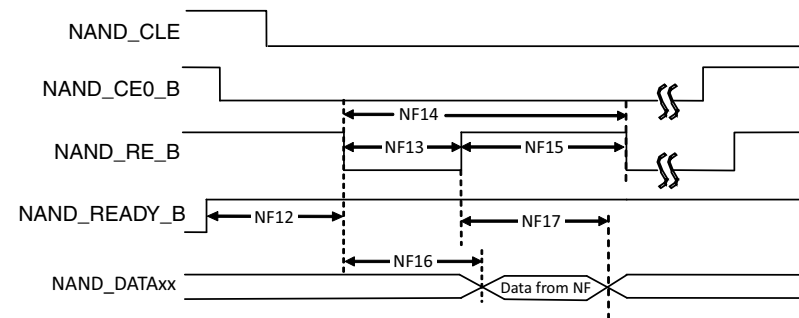 NAND_CLE
NAND_CE0_B
NF14
NAND_RE_B
NF13
NF15
NAND_READY_B
NF12
NF17
NF16
NAND_DATAxx
Data from NF